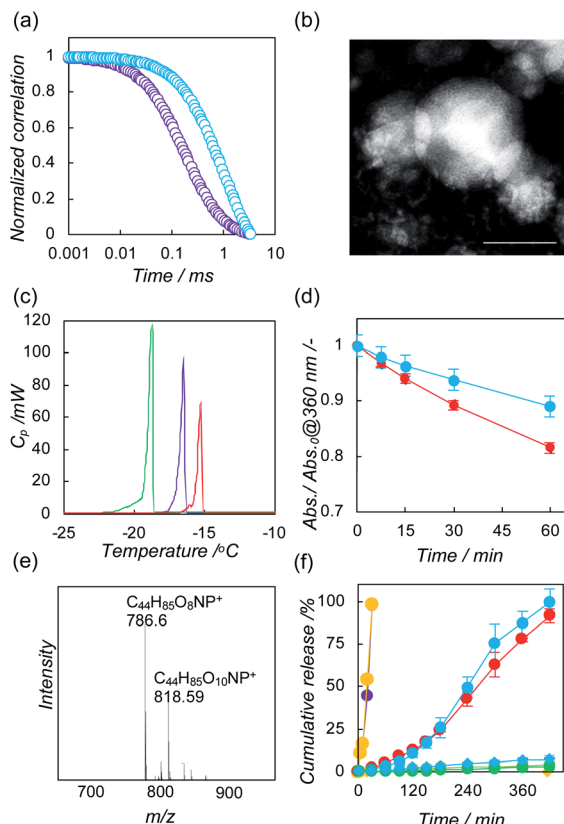 (a)
Normalized correlation
1
0.8
0.6
0.4
0.2
0
0.001 0.01 0.1 1 10
Time / ms
(b)
(c)
C_p /mW
120
100
80
60
40
20
0
-25 -20 -15 -10
Temperature /ºC
(d)
Abs./ Abs.₀@360 nm /-
1
0.9
0.8
0.7
0 15 30 45 60
Time / min
(e)
Intensity
C₄₄H₈₅O₈NP⁺
786.6
C₄₄H₈₅O₁₀NP⁺
818.59
700 800 900
m/z
(f)
Cumulative release /%
100
75
50
25
0
0 120 240 360
Time / min